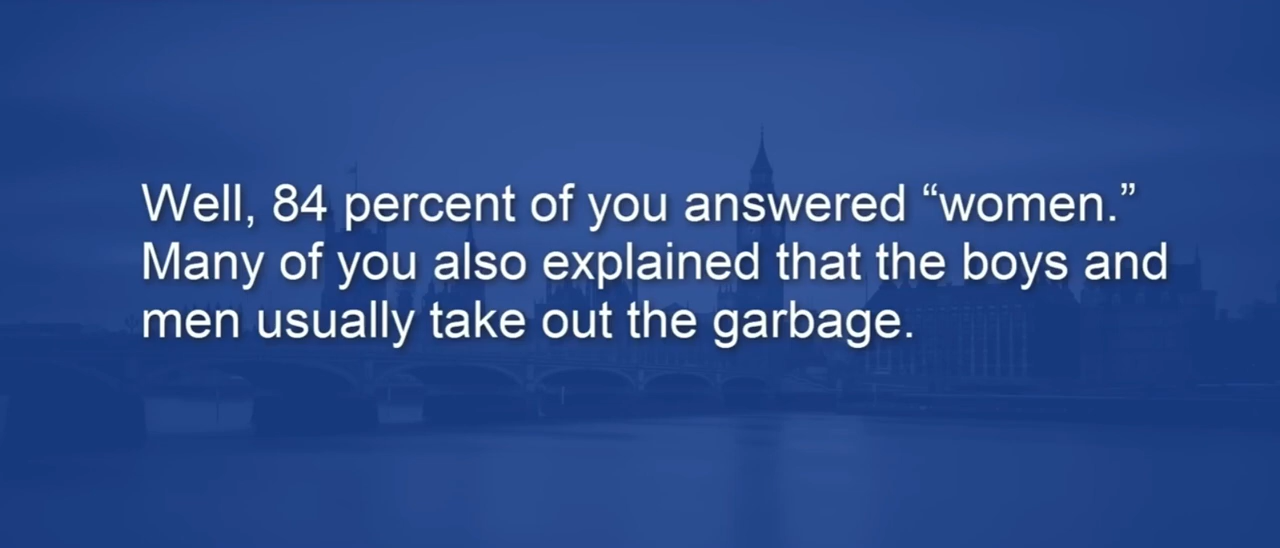 Well, 84 percent of you answered “women.”
Many of you also explained that the boys and
men usually take out the garbage.